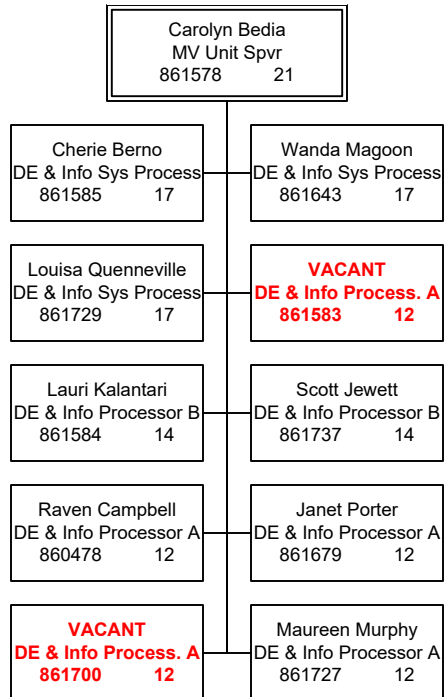 Carolyn Bedia
MV Unit Spvr
861578 21
Cherie Berno
DE & Info Sys Process
861585 17
Wanda Magoon
DE & Info Sys Process
861643 17
Louisa Quenneville
DE & Info Sys Process
861729 17
VACANT
DE & Info Process. A
861583 12
Lauri Kalantari
DE & Info Processor B
861584 14
Scott Jewett
DE & Info Processor B
861737 14
Raven Campbell
DE & Info Processor A
860478 12
Janet Porter
DE & Info Processor A
861679 12
VACANT
DE & Info Process. A
861700 12
Maureen Murphy
DE & Info Processor A
861727 12